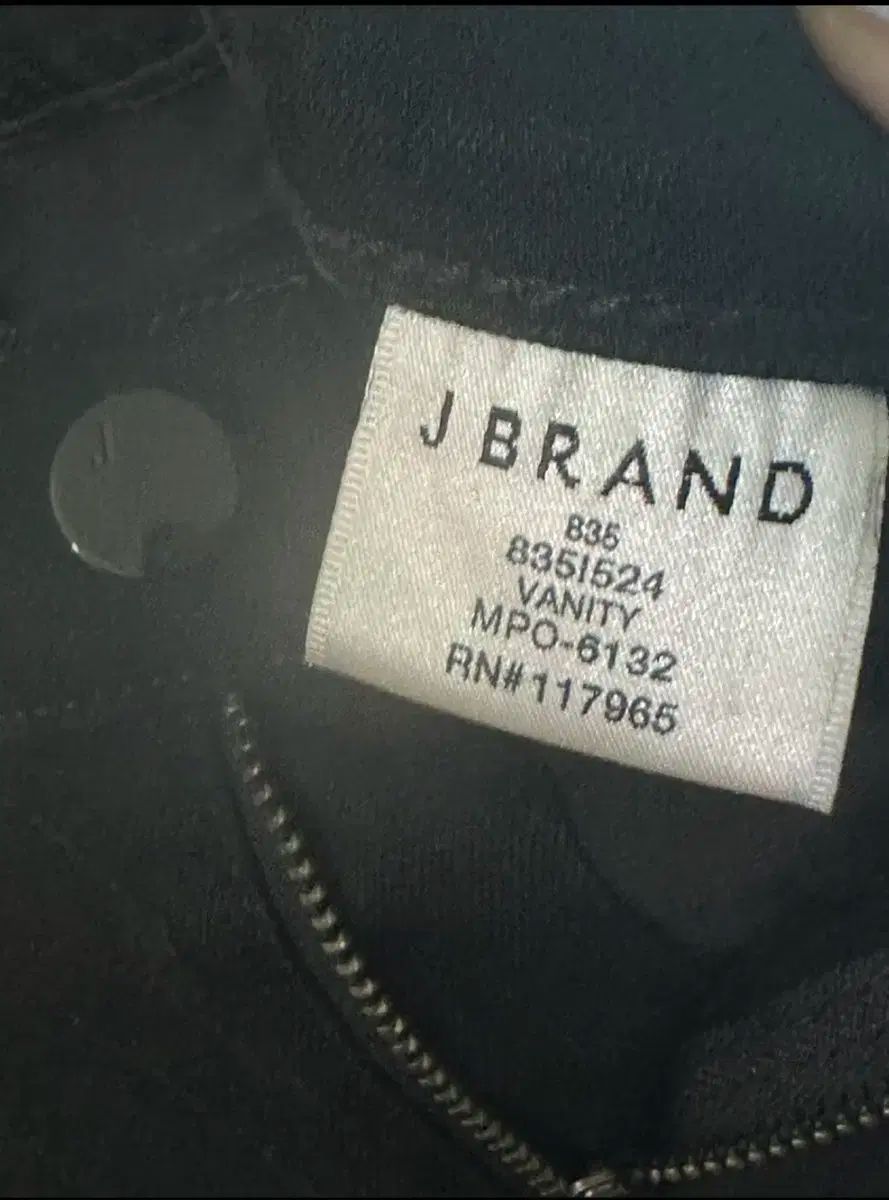 J BRAND
835
835I524
VANITY
MPO-6132
RN# 117965